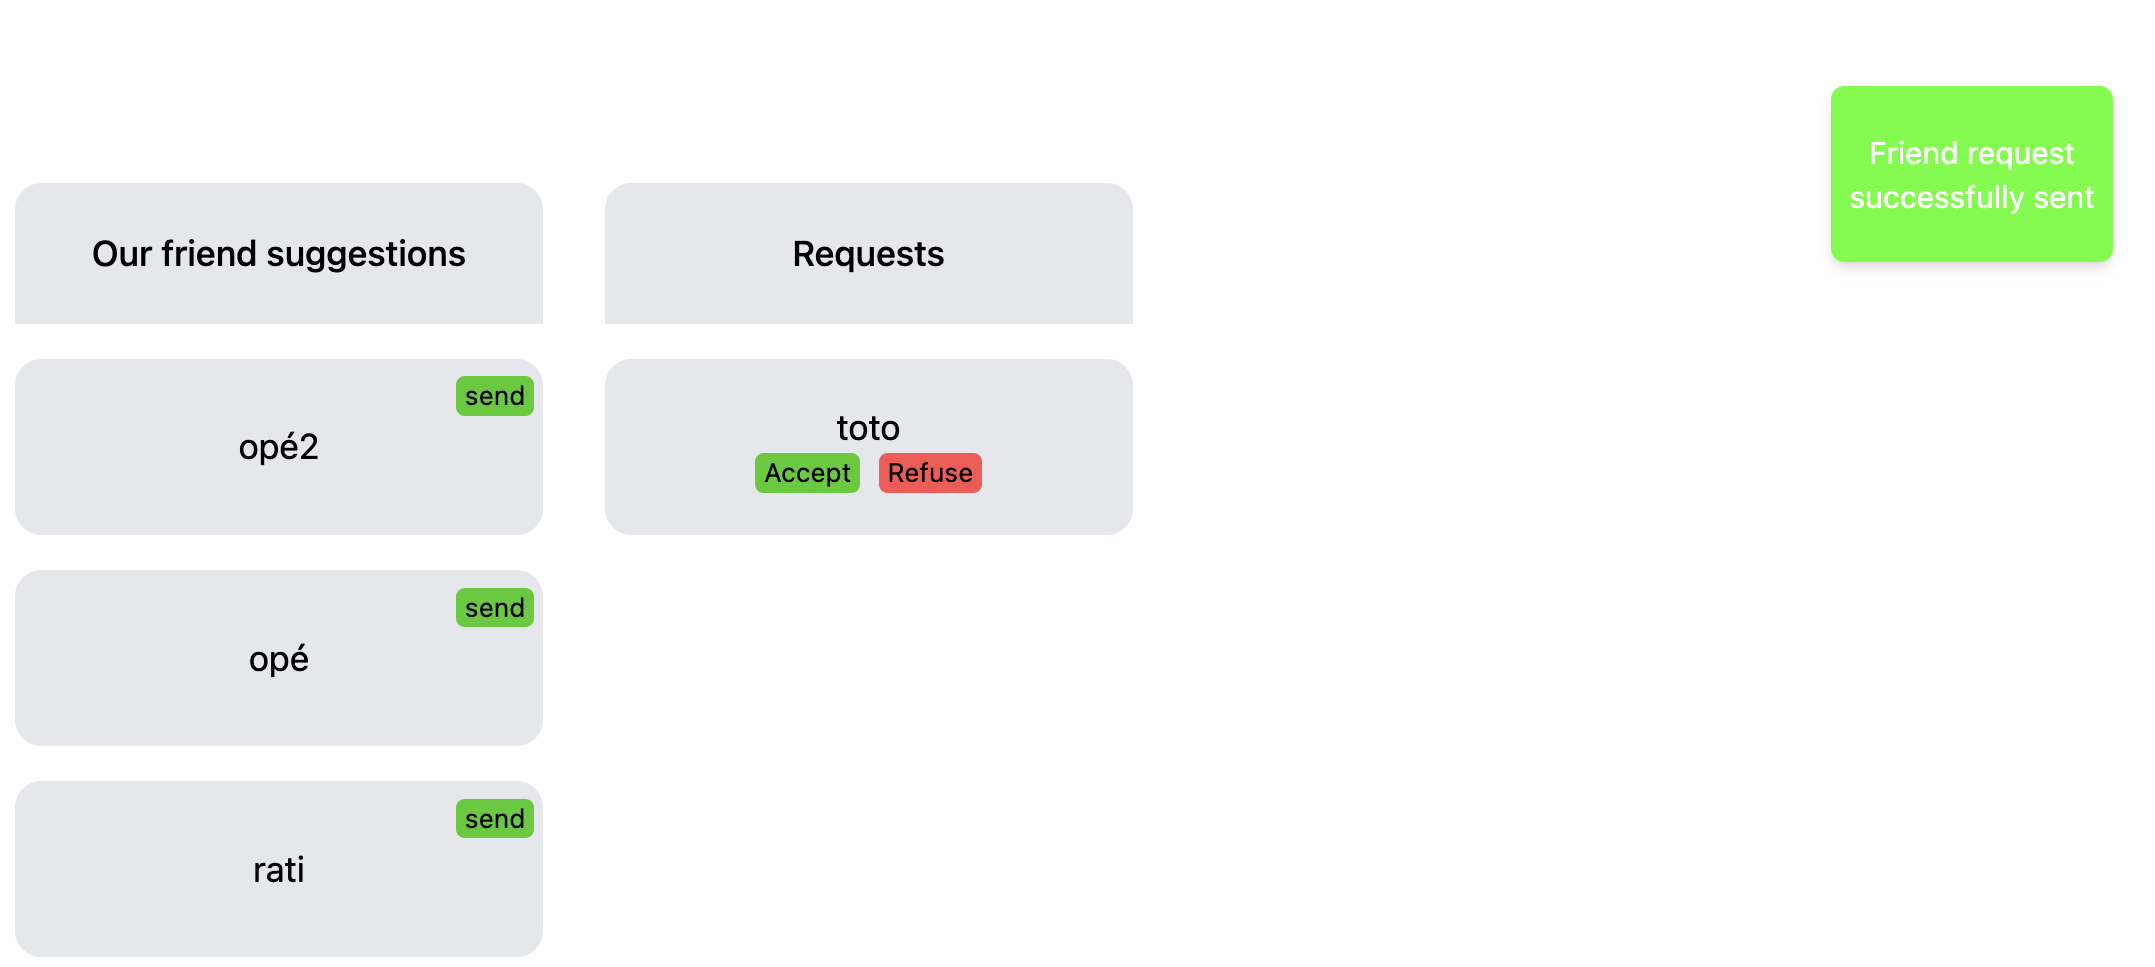 Friend request
successfully sent
Our friend suggestions
Requests
send
opé2
toto
Accept Refuse
send
opé
send
rati